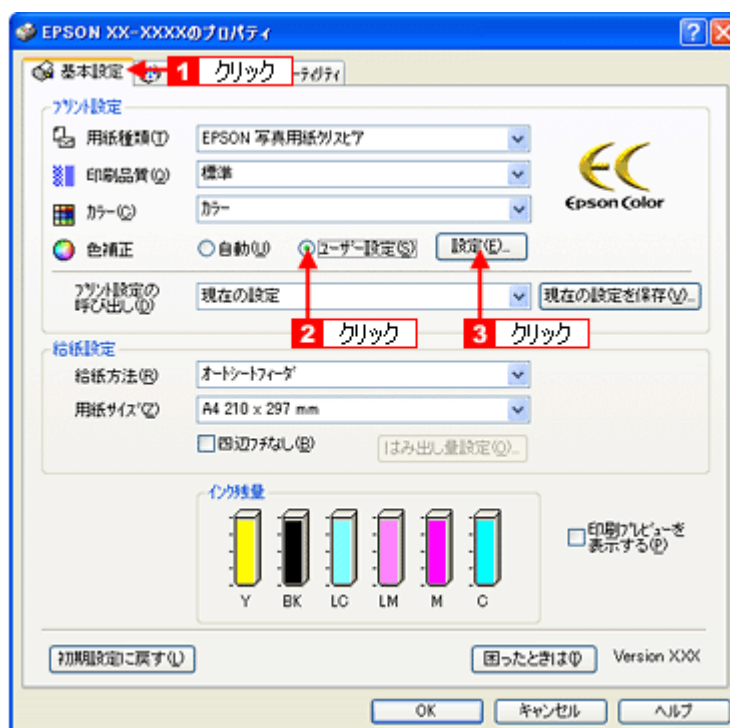 EPSON XX-XXXXのプロパティ
基本設定 1 クリック ーティリティ
プリント設定
用紙種類(T) EPSON 写真用紙クリスピア
印刷品質(Q) 標準
カラー(C) カラー
Epson Color
色補正 自動(U) ユーザー設定(S) 設定(E)...
プリント設定の
呼び出し(D) 現在の設定 現在の設定を保存(V)...
2 クリック 3 クリック
給紙設定
給紙方法(R) オートシートフィーダ
用紙サイズ(Z) A4 210 x 297 mm
四辺フチなし(B) はみ出し量設定(O)...
インク残量
印刷プレビューを
表示する(P)
Y BK LC LM M C
初期設定に戻す(L) 困ったときは(I) Version XXX
OK キャンセル ヘルプ